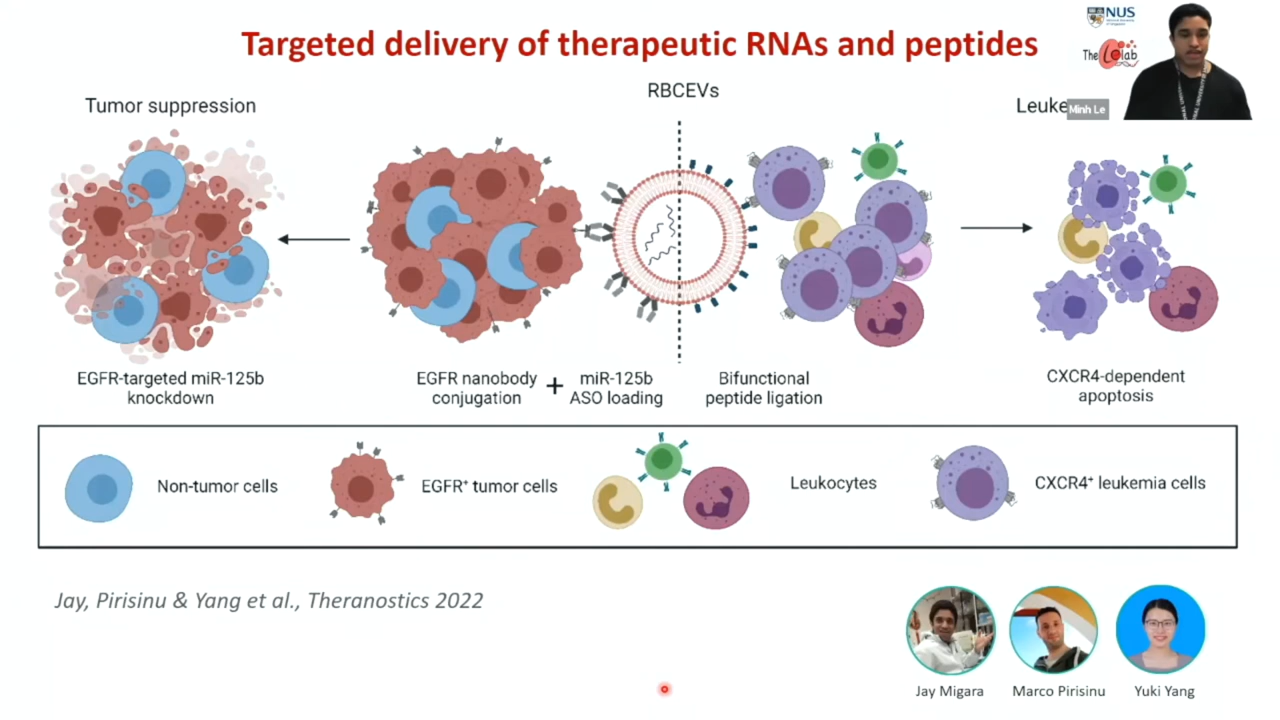 Targeted delivery of therapeutic RNAs and peptides
NUS
The Le lab
Minh Le
RBCEVs
Tumor suppression
Leuke
EGFR-targeted miR-125b
knockdown
EGFR nanobody
conjugation
+
miR-125b
ASO loading
Bifunctional
peptide ligation
CXCR4-dependent
apoptosis
Non-tumor cells
EGFR⁺ tumor cells
Leukocytes
CXCR4⁺ leukemia cells
Jay, Pirisinu & Yang et al., Theranostics 2022
Jay Migara
Marco Pirisinu
Yuki Yang